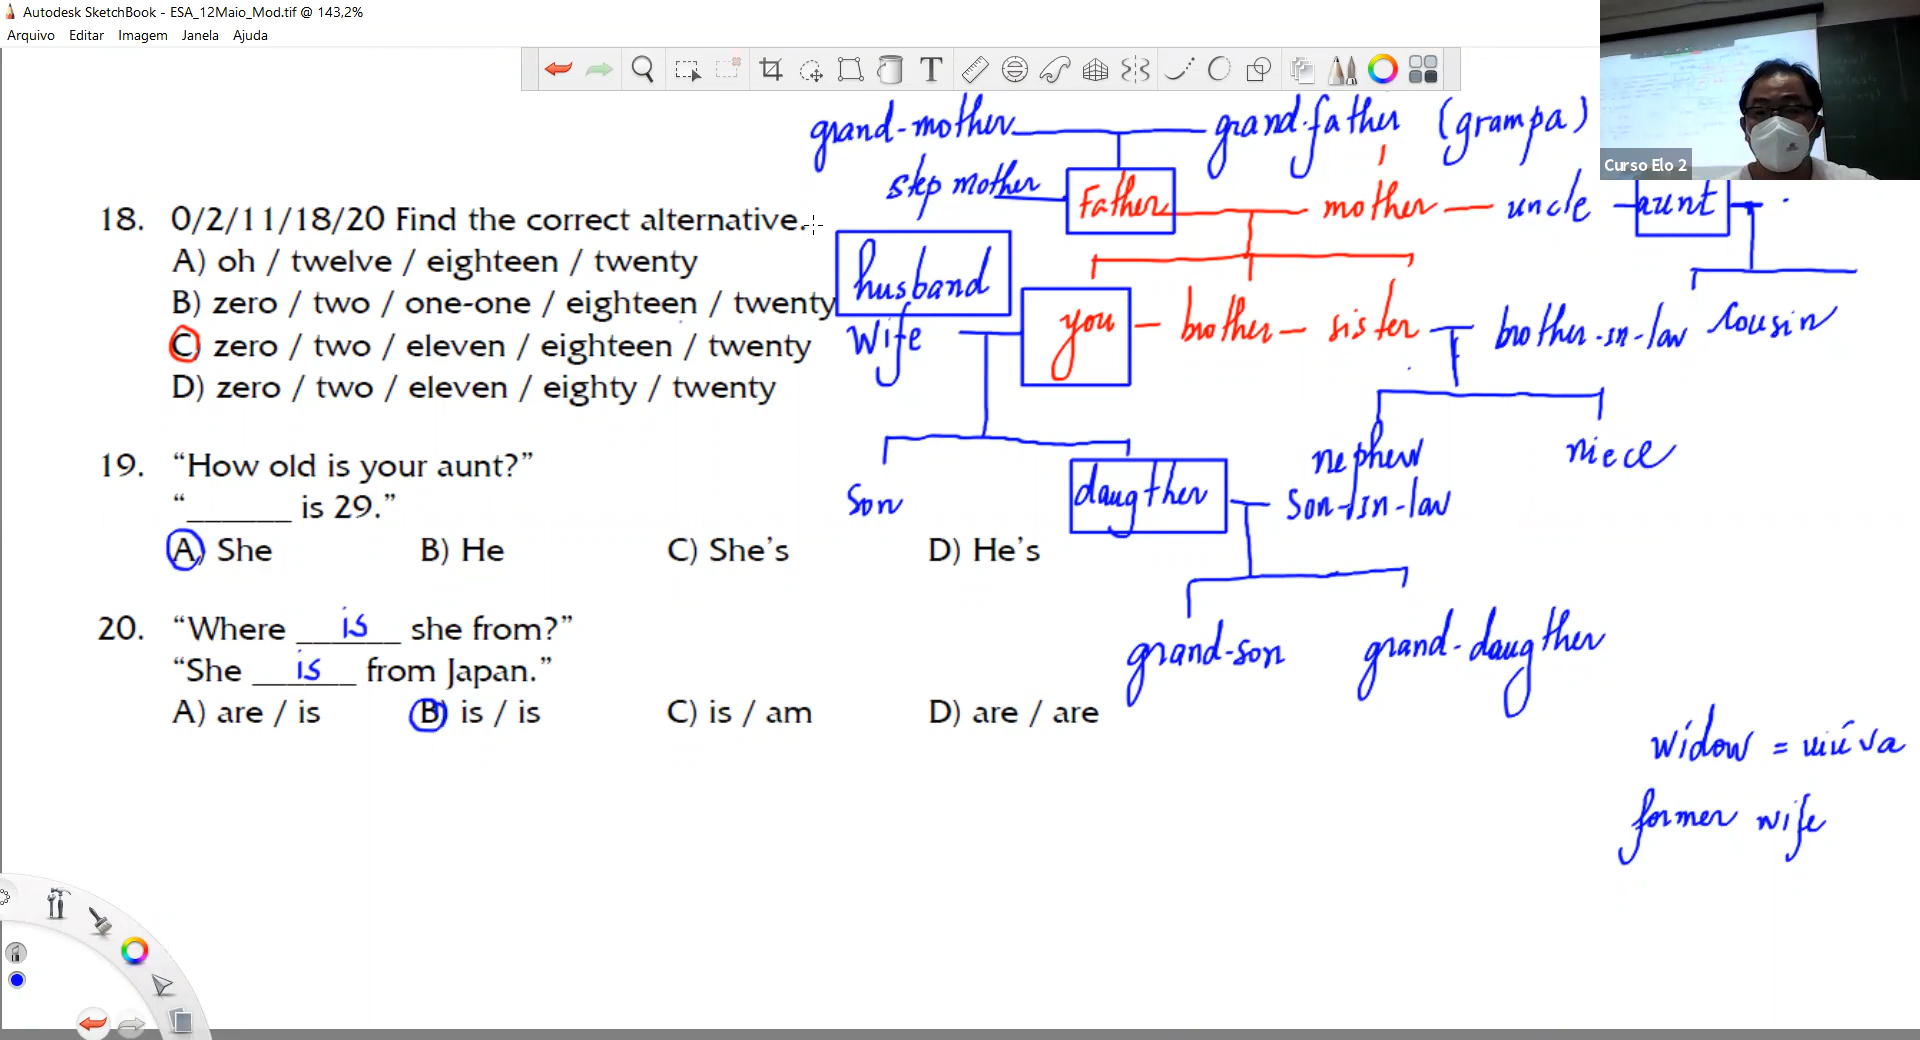 Autodesk SketchBook - ESA_12Maio_Mod.tif @ 143,2%
Arquivo Editar Imagem Janela Ajuda
Curso Elo 2
grand-mother grand-father (grampa)
step mother Father mother uncle aunt
husband
wife you brother sister brother-in-law cousin
nephew niece
son daugther son-in-law
grand-son grand-daugther
widow = viúva
former wife
18. 0/2/11/18/20 Find the correct alternative.
A) oh / twelve / eighteen / twenty
B) zero / two / one-one / eighteen / twenty
C) zero / two / eleven / eighteen / twenty
D) zero / two / eleven / eighty / twenty
19. “How old is your aunt?”
“______ is 29.”
A) She B) He C) She’s D) He’s
20. “Where __is__ she from?”
“She __is__ from Japan.”
A) are / is B) is / is C) is / am D) are / are